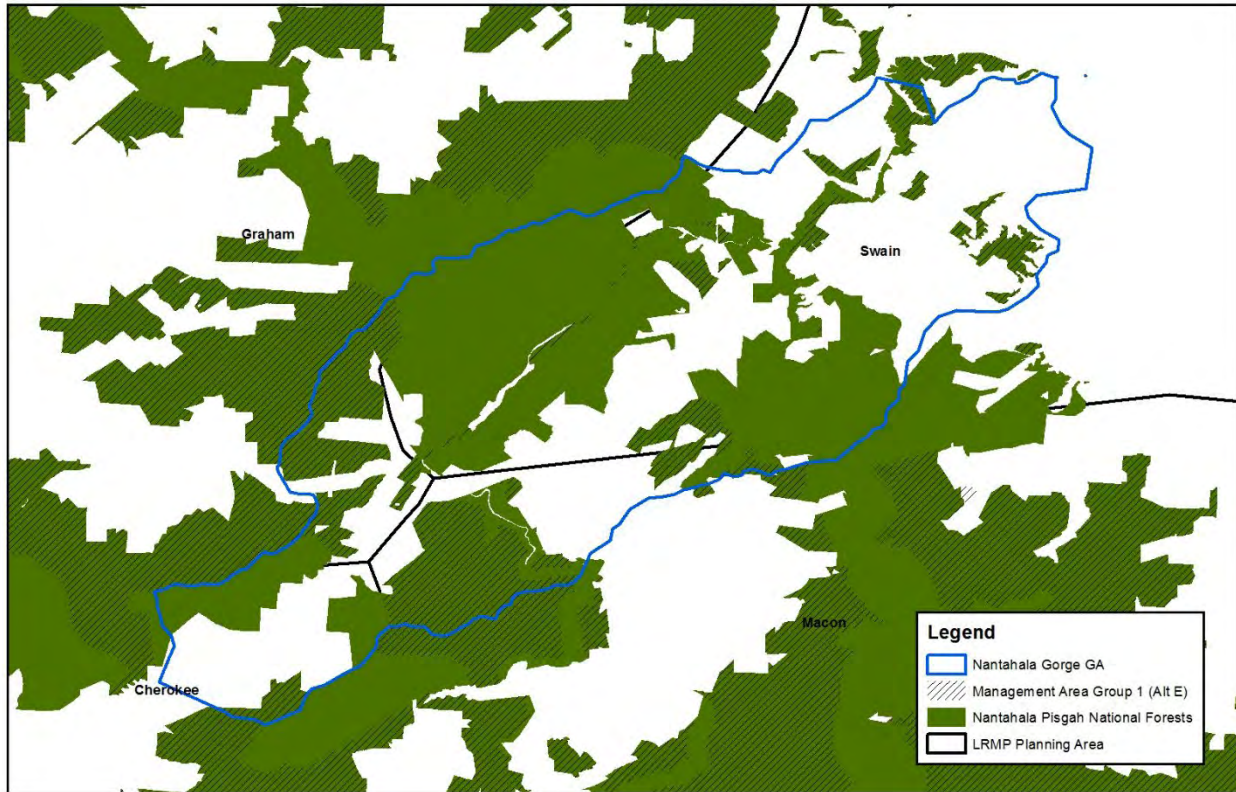 Graham
Swain
Macon
Cherokee
Legend
Nantahala Gorge GA
Management Area Group 1 (Alt E)
Nantahala Pisgah National Forests
LRMP Planning Area